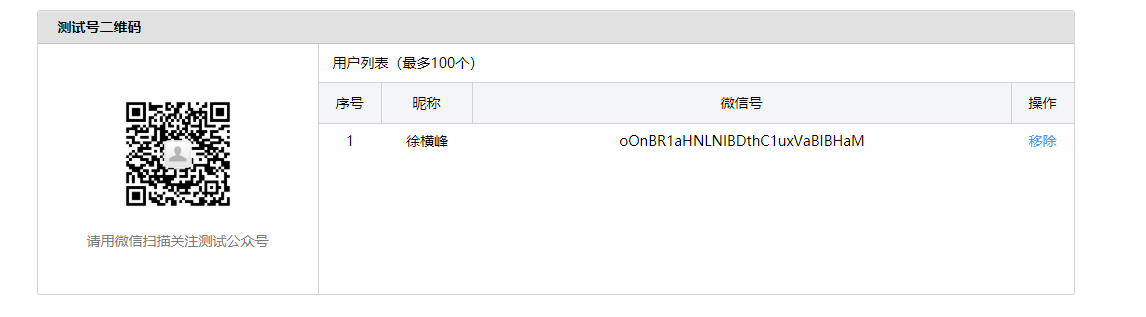 测试号二维码
用户列表（最多100个）
序号 昵称 微信号 操作
1 徐横峰 oOnBR1aHNLNIBDthC1uxVaBIBHaM 移除
请用微信扫描关注测试公众号